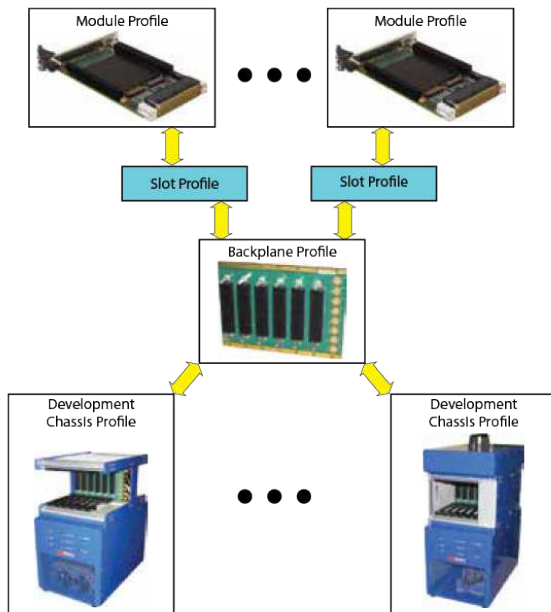 Module Profile
Module Profile
Slot Profile
Slot Profile
Backplane Profile
Development
Chassis Profile
Development
Chassis Profile